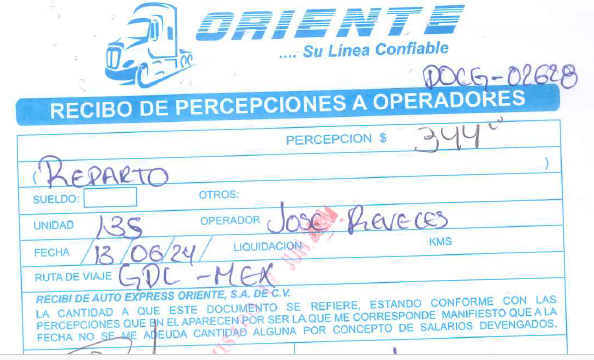 ORIENTE
.... Su Línea Confiable
DOCG-02628
RECIBO DE PERCEPCIONES A OPERADORES
PERCEPCION $ 344.00
(REPARTO )
SUELDO: OTROS:
UNIDAD 135 OPERADOR JOSE REVECES
FECHA /13/06/24/ LIQUIDACION KMS
RUTA DE VIAJE GDL-MEX
RECIBI DE AUTO EXPRESS ORIENTE, S.A. DE C.V.
LA CANTIDAD A QUE ESTE DOCUMENTO SE REFIERE, ESTANDO CONFORME CON LAS
PERCEPCIONES QUE EN EL APARECEN POR SER LA QUE ME CORRESPONDE MANIFIESTO QUE A LA
FECHA NO SE ME ADEUDA CANTIDAD ALGUNA POR CONCEPTO DE SALARIOS DEVENGADOS.